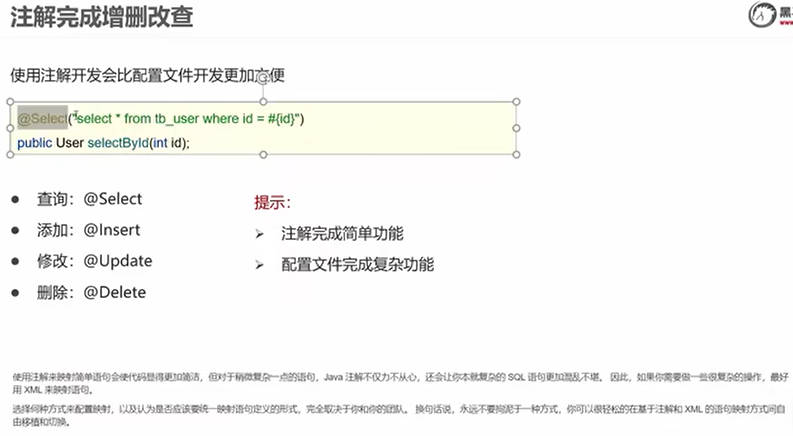 注解完成增删改查
黑
www
使用注解开发会比配置文件开发更加方便
@Select("select * from tb_user where id = #{id}")
public User selectById(int id);
● 查询：@Select
● 添加：@Insert
● 修改：@Update
● 删除：@Delete
提示：
➢ 注解完成简单功能
➢ 配置文件完成复杂功能
使用注解来映射简单语句会使代码显得更加简洁，但对于稍微复杂一点的语句，Java 注解不仅力不从心，还会让你本就复杂的 SQL 语句更加混乱不堪。 因此，如果你需要做一些很复杂的操作，最好
用 XML 来映射语句。
选择何种方式来配置映射，以及认为是否应该要统一映射语句定义的形式，完全取决于你和你的团队。 换句话说，永远不要拘泥于一种方式，你可以很轻松的在基于注解和 XML 的语句映射方式间自
由移植和切换。